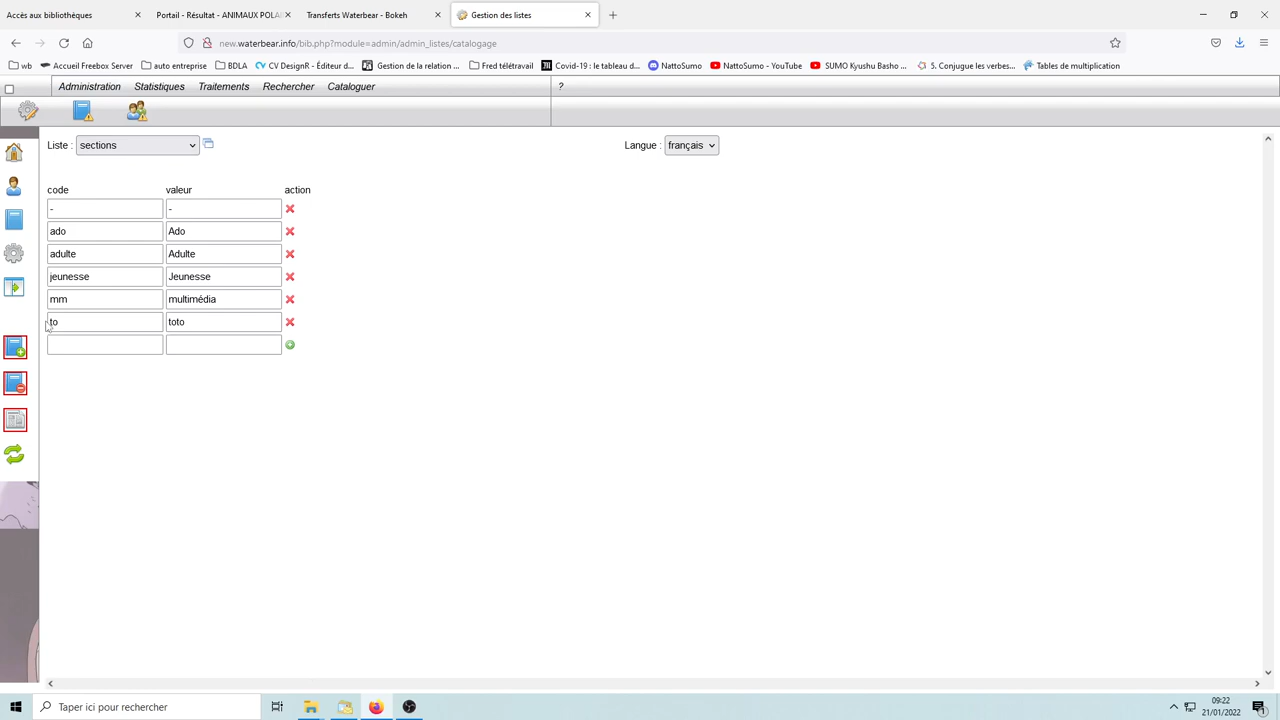 Accès aux bibliothèques
Portail - Résultat - ANIMAUX POLAI
Transferts Waterbear - Bokeh
Gestion des listes
new.waterbear.info/bib.php?module=admin/admin_listes/catalogage
wb
Accueil Freebox Server
auto entreprise
BDLA
CV DesignR - Éditeur d...
Gestion de la relation ...
Fred télétravail
Covid-19 : le tableau d...
NattoSumo
NattoSumo - YouTube
SUMO Kyushu Basho ...
5. Conjugue les verbes...
Tables de multiplication
Administration
Statistiques
Traitements
Rechercher
Cataloguer
?
Liste :
sections
Langue :
français
code
valeur
action
- -
ado Ado
adulte Adulte
jeunesse Jeunesse
mm multimédia
to toto
Taper ici pour rechercher
09:22
21/01/2022
1